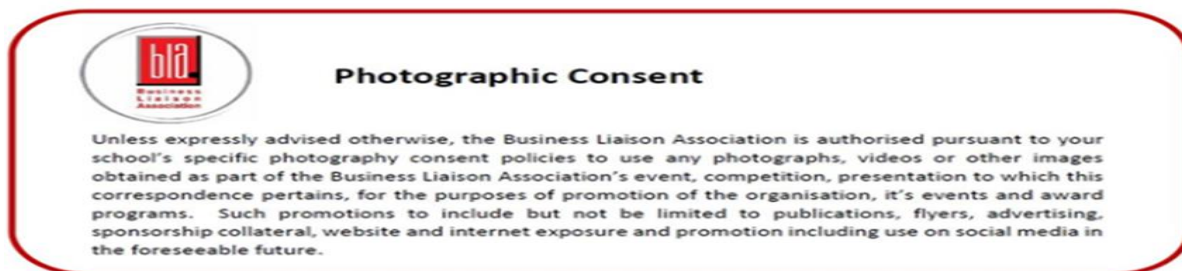 bla
Business
Liaison
Association
Photographic Consent
Unless expressly advised otherwise, the Business Liaison Association is authorised pursuant to your
school's specific photography consent policies to use any photographs, videos or other images
obtained as part of the Business Liaison Association's event, competition, presentation to which this
correspondence pertains, for the purposes of promotion of the organisation, it's events and award
programs. Such promotions to include but not be limited to publications, flyers, advertising,
sponsorship collateral, website and internet exposure and promotion including use on social media in
the foreseeable future.